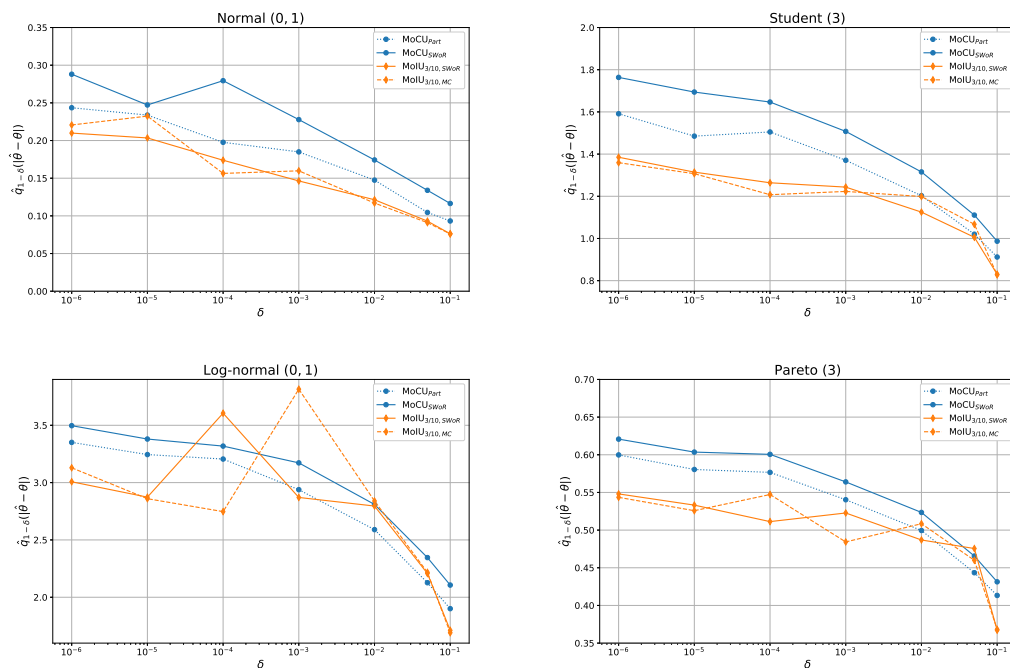 Normal (0, 1)
0.35
0.30
0.25
0.20
0.15
0.10
0.05
0.00
q̂₁₋δ(|θ̂ − θ|)
MoCU_Part
MoCU_SWoR
MoIU_3/10, SWoR
MoIU_3/10, MC
10⁻⁶ 10⁻⁵ 10⁻⁴ 10⁻³ 10⁻² 10⁻¹
δ
Student (3)
2.0
1.8
1.6
1.4
1.2
1.0
0.8
q̂₁₋δ(|θ̂ − θ|)
MoCU_Part
MoCU_SWoR
MoIU_3/10, SWoR
MoIU_3/10, MC
10⁻⁶ 10⁻⁵ 10⁻⁴ 10⁻³ 10⁻² 10⁻¹
δ
Log-normal (0, 1)
3.5
3.0
2.5
2.0
q̂₁₋δ(|θ̂ − θ|)
MoCU_Part
MoCU_SWoR
MoIU_3/10, SWoR
MoIU_3/10, MC
10⁻⁶ 10⁻⁵ 10⁻⁴ 10⁻³ 10⁻² 10⁻¹
δ
Pareto (3)
0.70
0.65
0.60
0.55
0.50
0.45
0.40
0.35
q̂₁₋δ(|θ̂ − θ|)
MoCU_Part
MoCU_SWoR
MoIU_3/10, SWoR
MoIU_3/10, MC
10⁻⁶ 10⁻⁵ 10⁻⁴ 10⁻³ 10⁻² 10⁻¹
δ